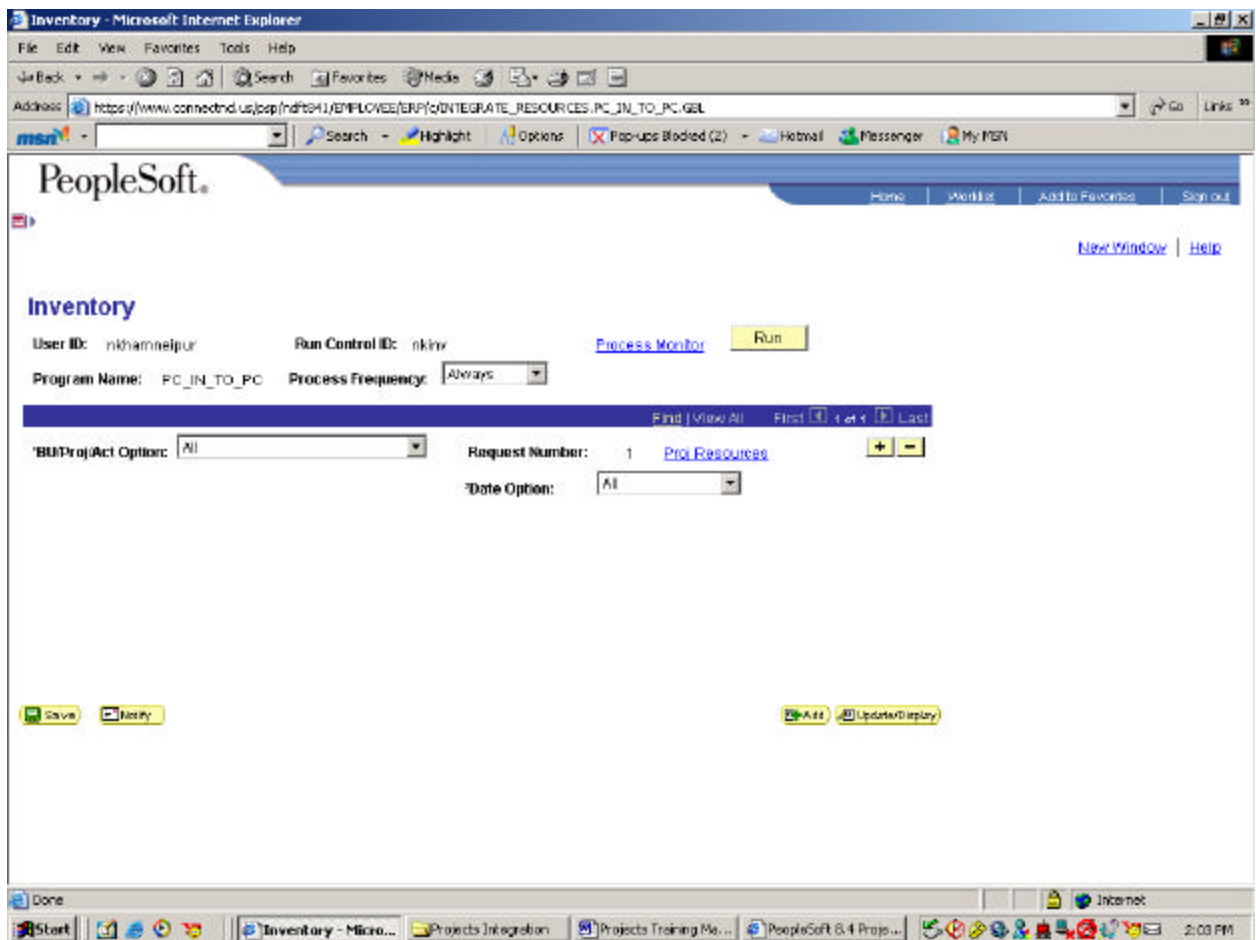 Inventory - Microsoft Internet Explorer
File Edit View Favorites Tools Help
Back Search Favorites Media
Address https://www.connectnd.us/psp/ndfts41/EMPLOYEE/ERP/c/INTEGRATE_RESOURCES.PC_IN_TO_PC.GBL Go Links »
msn Search Highlight Options Pop-ups Blocked (2) Hotmail Messenger My MSN
PeopleSoft.
Home Worklist Add to Favorites Sign out
New Window | Help
Inventory
User ID: nkhamneipur Run Control ID: nkinv Process Monitor Run
Program Name: PC_IN_TO_PC Process Frequency: Always
Find | View All First 1 of 1 Last
*BU/Proj/Act Option: All Request Number: 1 Proj Resources + -
*Date Option: All
Save Notify Add Update/Display
Done Internet
Start Inventory - Micro... Projects Integration Projects Training Ma... PeopleSoft 8.4 Proje... 2:03 PM